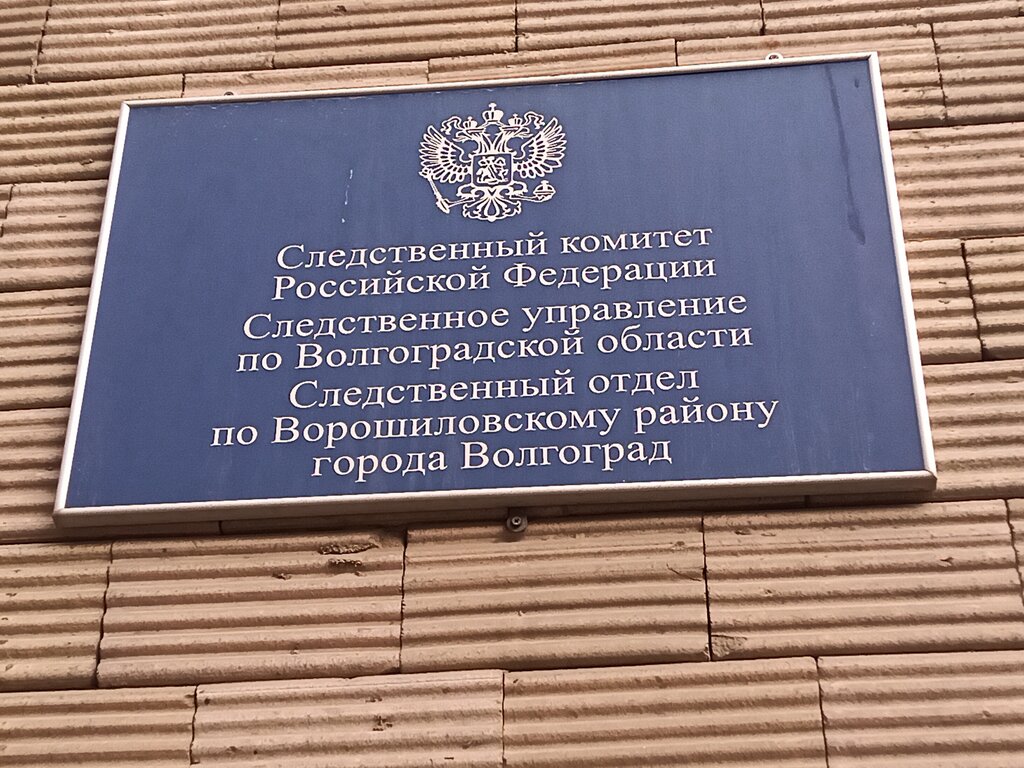 Следственный комитет
Российской Федерации
Следственное управление
по Волгоградской области
Следственный отдел
по Ворошиловскому району
города Волгоград